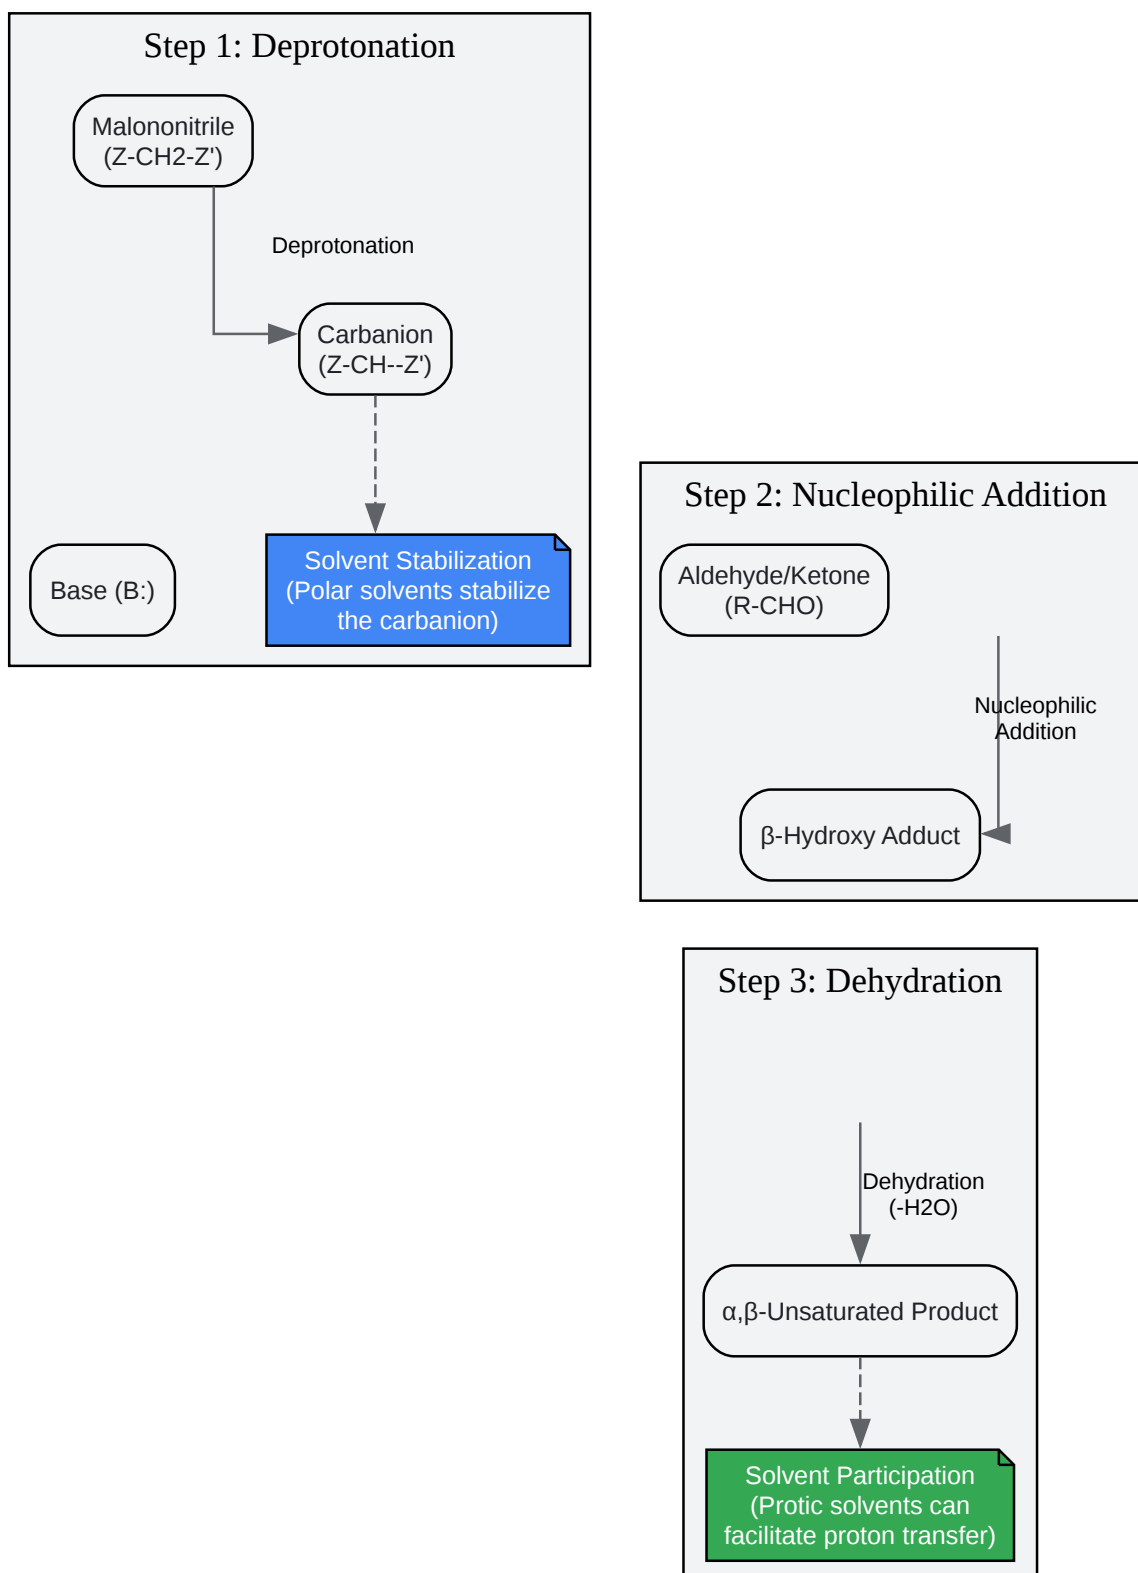 Step 1: Deprotonation
Malononitrile
(Z-CH2-Z')
Deprotonation
Carbanion
(Z-CH--Z')
Base (B:)
Solvent Stabilization
(Polar solvents stabilize
the carbanion)
Step 2: Nucleophilic Addition
Aldehyde/Ketone
(R-CHO)
Nucleophilic
Addition
β-Hydroxy Adduct
Step 3: Dehydration
Dehydration
(-H2O)
α,β-Unsaturated Product
Solvent Participation
(Protic solvents can
facilitate proton transfer)